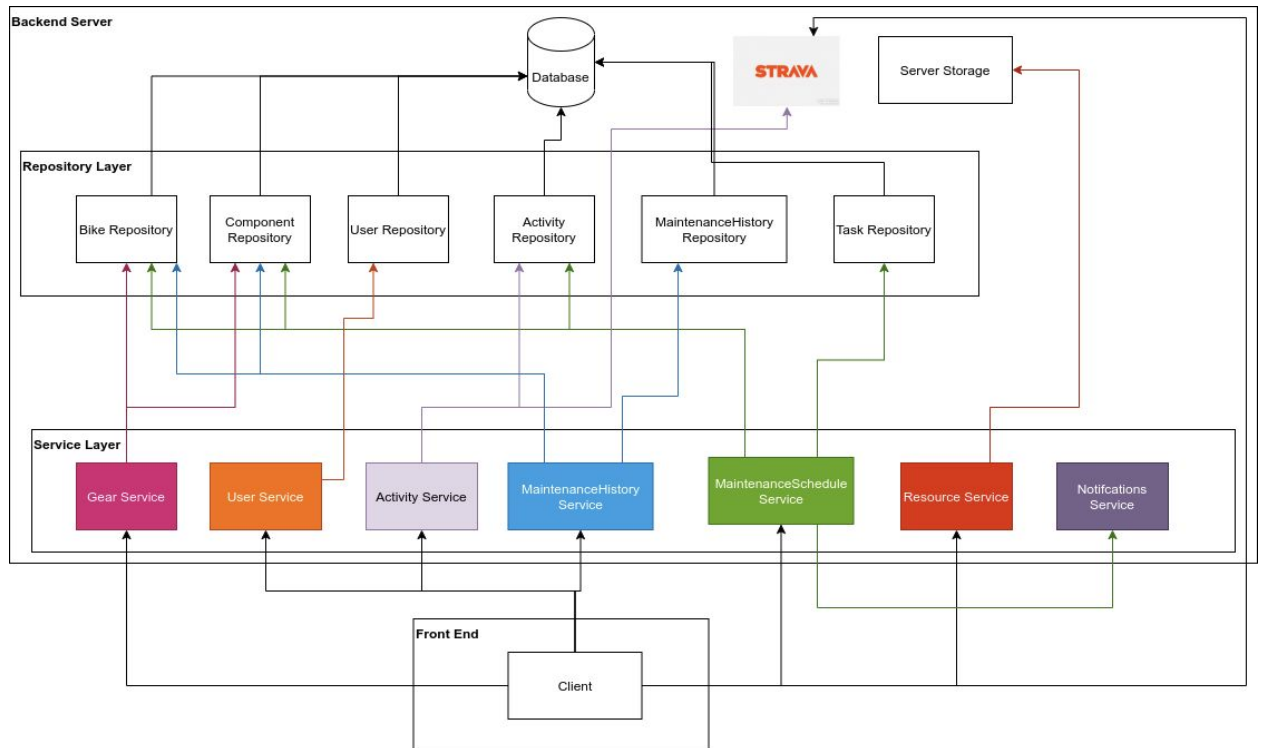 Backend Server
Database
STRAVA
Server Storage
Repository Layer
Bike Repository
Component
Repository
User Repository
Activity
Repository
MaintenanceHistory
Repository
Task Repository
Service Layer
Gear Service
User Service
Activity Service
MaintenanceHistory
Service
MaintenanceSchedule
Service
Resource Service
Notifcations
Service
Front End
Client